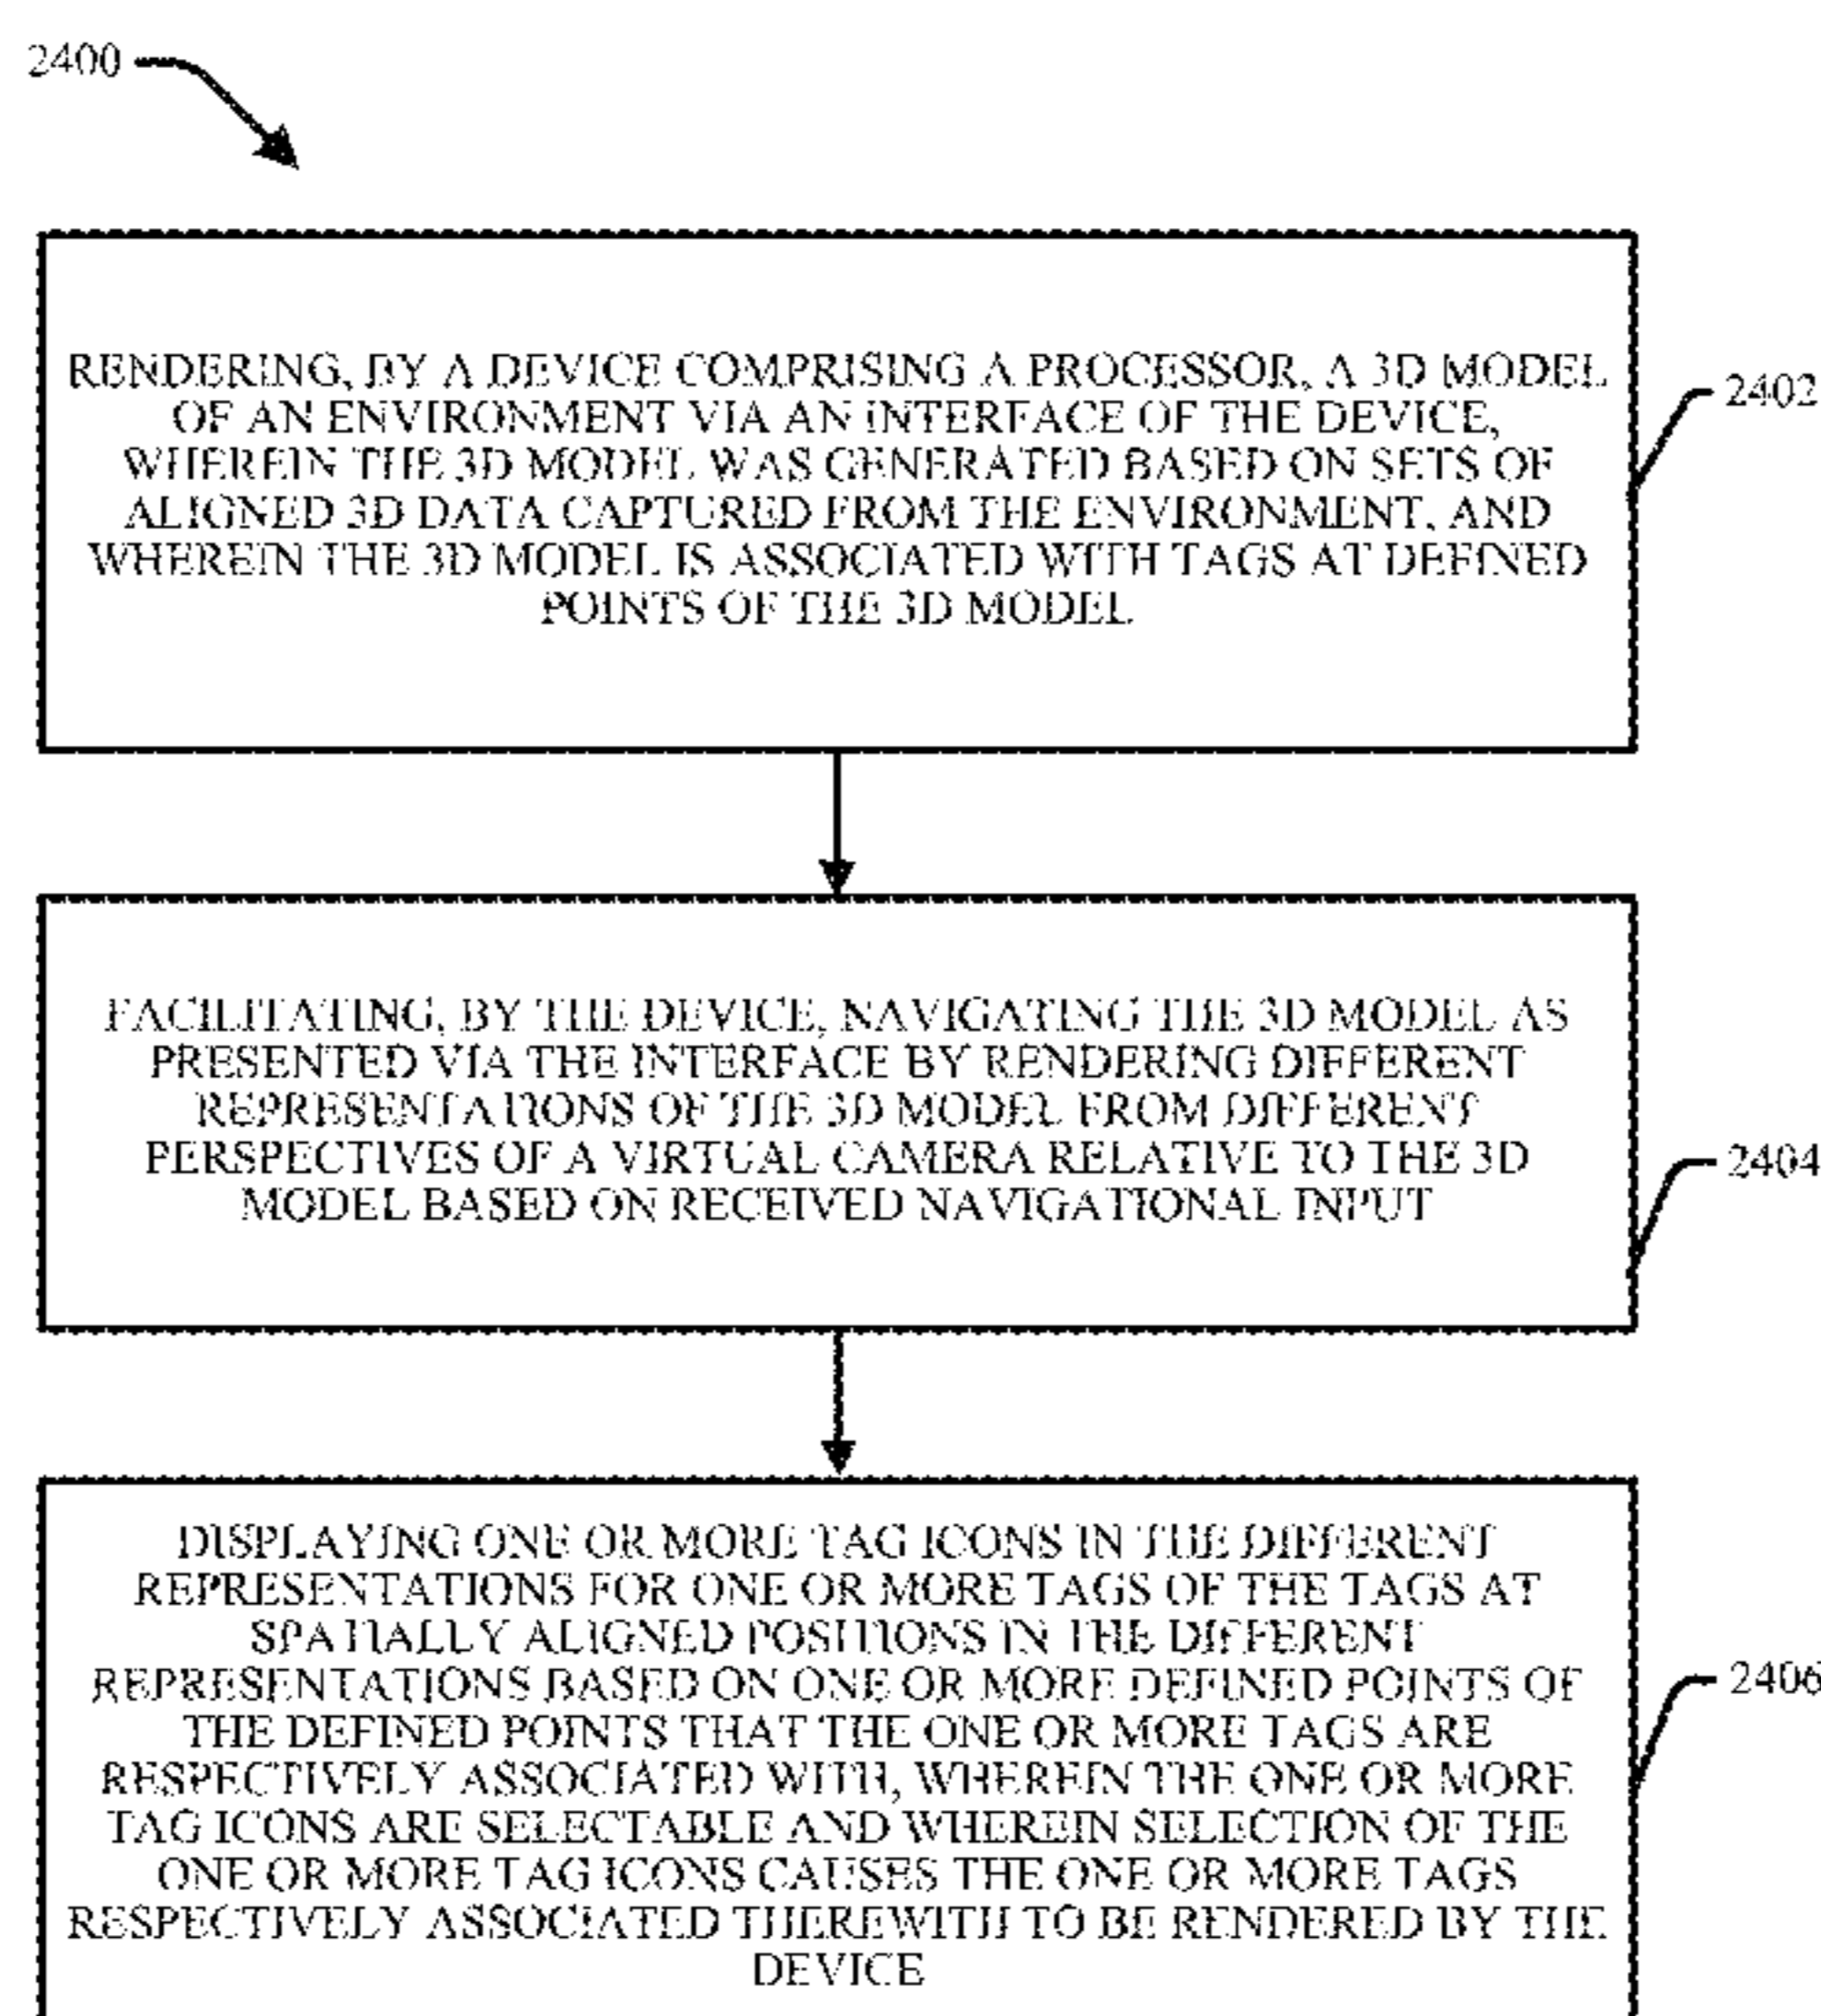 2400
RENDERING, BY A DEVICE COMPRISING A PROCESSOR, A 3D MODEL
OF AN ENVIRONMENT VIA AN INTERFACE OF THE DEVICE,
WHEREIN THE 3D MODEL WAS GENERATED BASED ON SETS OF
ALIGNED 3D DATA CAPTURED FROM THE ENVIRONMENT, AND
WHEREIN THE 3D MODEL IS ASSOCIATED WITH TAGS AT DEFINED
POINTS OF THE 3D MODEL
2402
FACILITATING, BY THE DEVICE, NAVIGATING THE 3D MODEL AS
PRESENTED VIA THE INTERFACE BY RENDERING DIFFERENT
REPRESENTATIONS OF THE 3D MODEL FROM DIFFERENT
PERSPECTIVES OF A VIRTUAL CAMERA RELATIVE TO THE 3D
MODEL BASED ON RECEIVED NAVIGATIONAL INPUT
2404
DISPLAYING ONE OR MORE TAG ICONS IN THE DIFFERENT
REPRESENTATIONS FOR ONE OR MORE TAGS OF THE TAGS AT
SPATIALLY ALIGNED POSITIONS IN THE DIFFERENT
REPRESENTATIONS BASED ON ONE OR MORE DEFINED POINTS OF
THE DEFINED POINTS THAT THE ONE OR MORE TAGS ARE
RESPECTIVELY ASSOCIATED WITH, WHEREIN THE ONE OR MORE
TAG ICONS ARE SELECTABLE AND WHEREIN SELECTION OF THE
ONE OR MORE TAG ICONS CAUSES THE ONE OR MORE TAGS
RESPECTIVELY ASSOCIATED THEREWITH TO BE RENDERED BY THE
DEVICE
2406